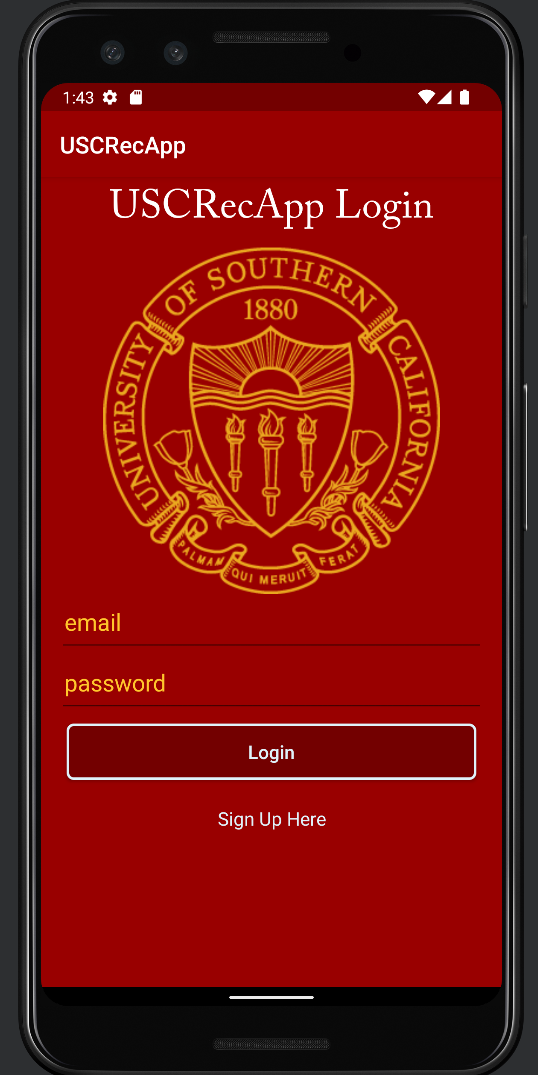 1:43
USCRecApp
USCRecApp Login
UNIVERSITY OF SOUTHERN CALIFORNIA
1880
PALMAM QUI MERUIT FERAT
email
password
Login
Sign Up Here